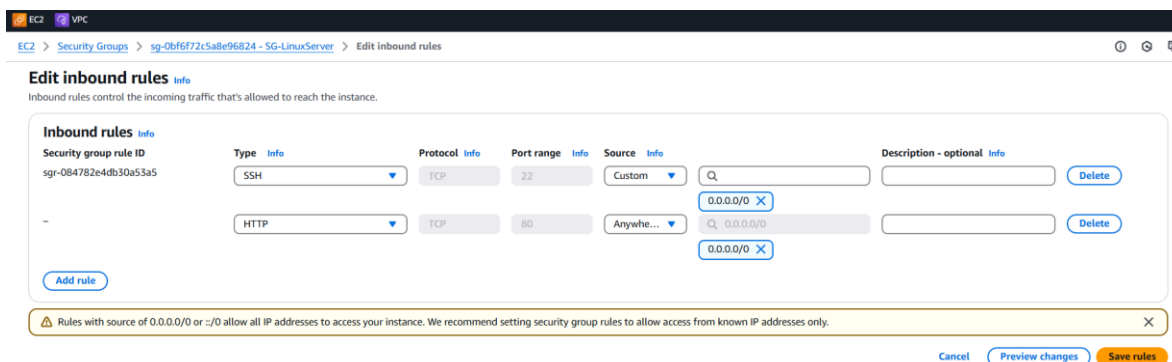 EC2 VPC
EC2 > Security Groups > sg-0bf6f72c5a8e96824 - SG-LinuxServer > Edit inbound rules
Edit inbound rules Info
Inbound rules control the incoming traffic that's allowed to reach the instance.
Inbound rules Info
Security group rule ID Type Info Protocol Info Port range Info Source Info Description - optional Info
sgr-084782e4db30a53a5 SSH TCP 22 Custom Delete
0.0.0.0/0
– HTTP TCP 80 Anywhe... 0.0.0.0/0 Delete
0.0.0.0/0
Add rule
Rules with source of 0.0.0.0/0 or ::/0 allow all IP addresses to access your instance. We recommend setting security group rules to allow access from known IP addresses only.
Cancel Preview changes Save rules